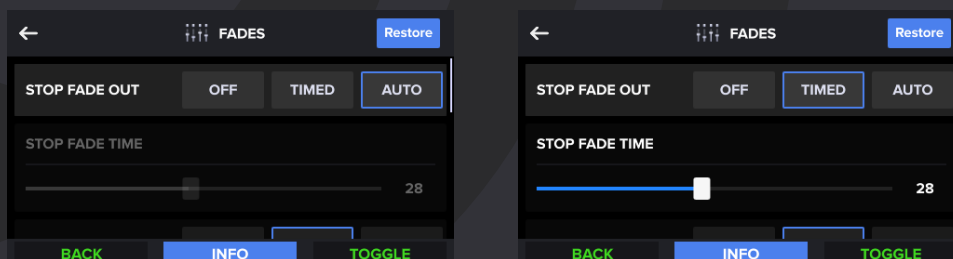 FADES Restore
STOP FADE OUT OFF TIMED AUTO
STOP FADE TIME
28
BACK INFO TOGGLE
FADES Restore
STOP FADE OUT OFF TIMED AUTO
STOP FADE TIME
28
BACK INFO TOGGLE